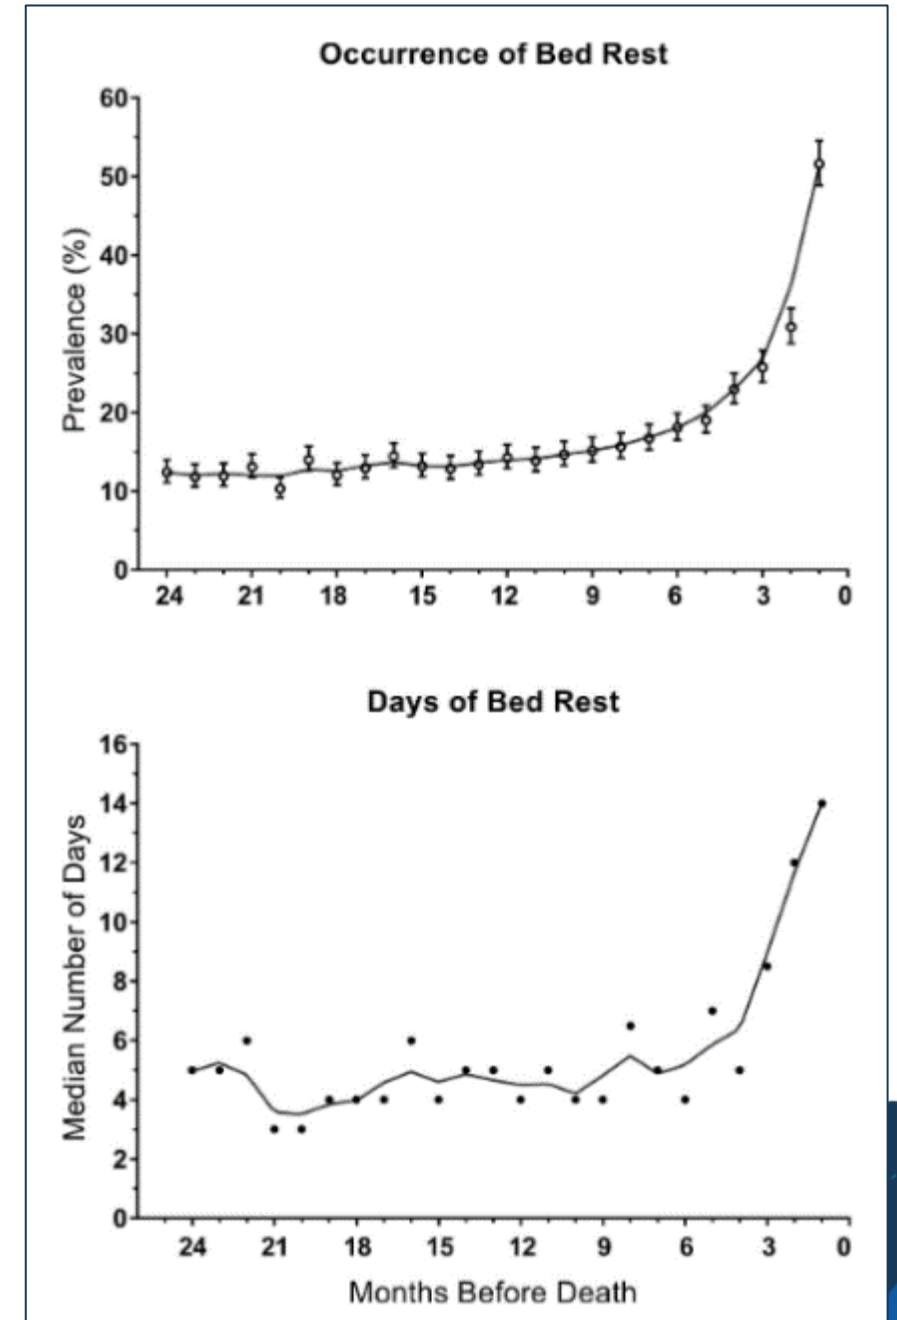 Occurrence of Bed Rest
60
50
40
30
20
10
0
Prevalence (%)
24 21 18 15 12 9 6 3 0
Days of Bed Rest
16
14
12
10
8
6
4
2
0
Median Number of Days
24 21 18 15 12 9 6 3 0
Months Before Death